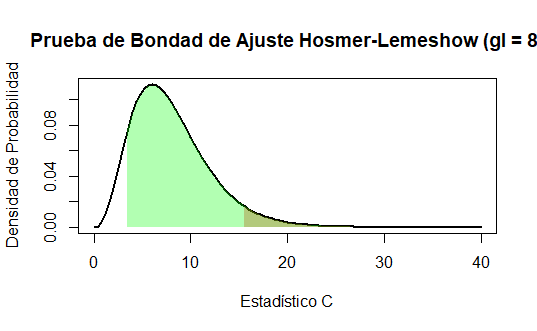 Prueba de Bondad de Ajuste Hosmer-Lemeshow (gl = 8
Densidad de Probabilidad
0.08
0.04
0.00
0 10 20 30 40
Estadístico C